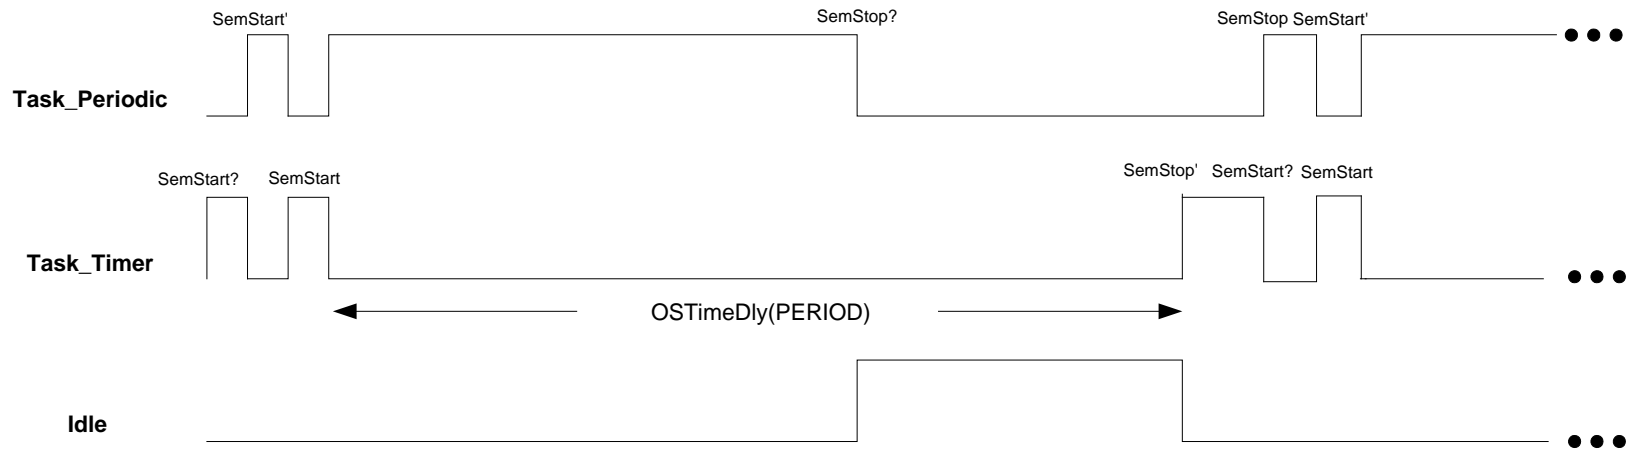 SemStart'
SemStop?
SemStop SemStart'
Task_Periodic
SemStart? SemStart
SemStop' SemStart? SemStart
Task_Timer
OSTimeDly(PERIOD)
Idle